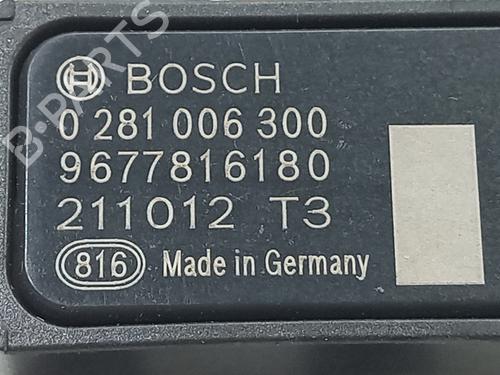 BOSCH
0 281 006 300
9677816180
211012 T3
816 Made in Germany
B-PARTS